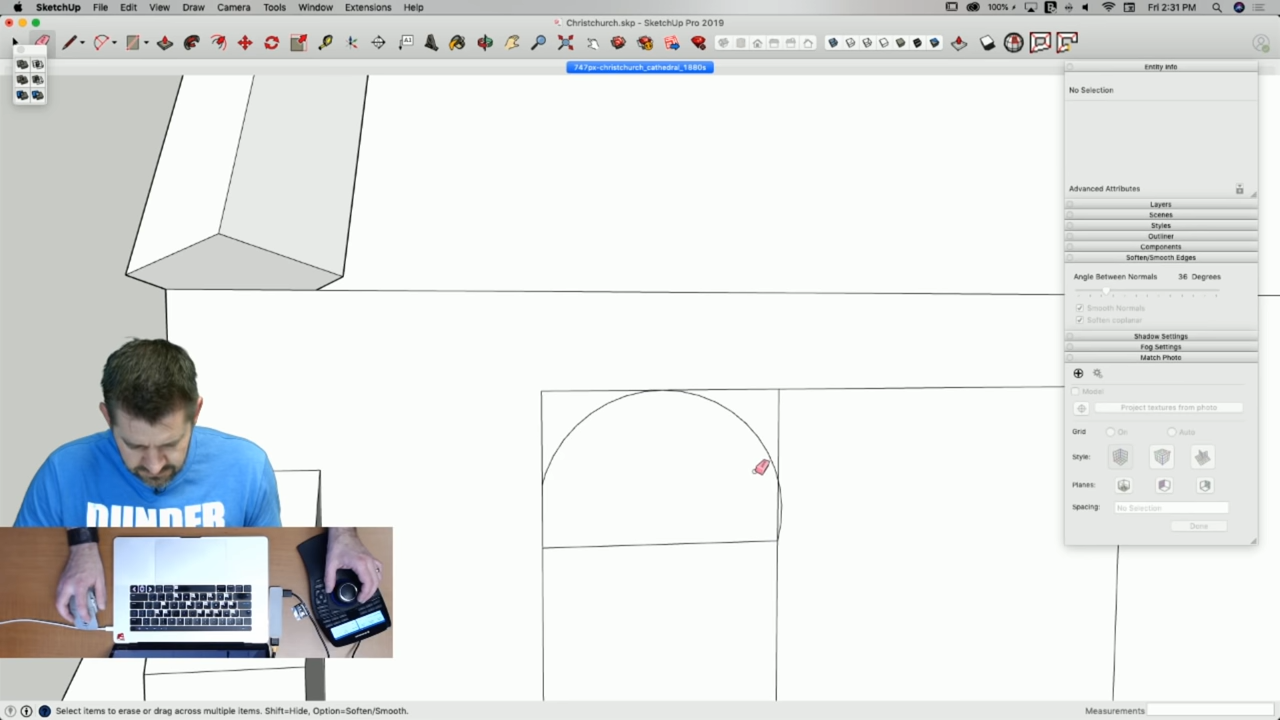 SketchUp File Edit View Draw Camera Tools Window Extensions Help
100% Fri 2:31 PM
Christchurch.skp - SketchUp Pro 2019
747px-christchurch_cathedral_1880s
Entity Info
No Selection
Advanced Attributes
Layers
Scenes
Styles
Outliner
Components
Soften/Smooth Edges
Angle Between Normals 36 Degrees
Smooth Normals
Soften coplanar
Shadow Settings
Fog Settings
Match Photo
Model
Project textures from photo
Grid On Auto
Style:
Planes:
Spacing: No Selection
Done
DUNDER
Select items to erase or drag across multiple items. Shift=Hide, Option=Soften/Smooth.
Measurements